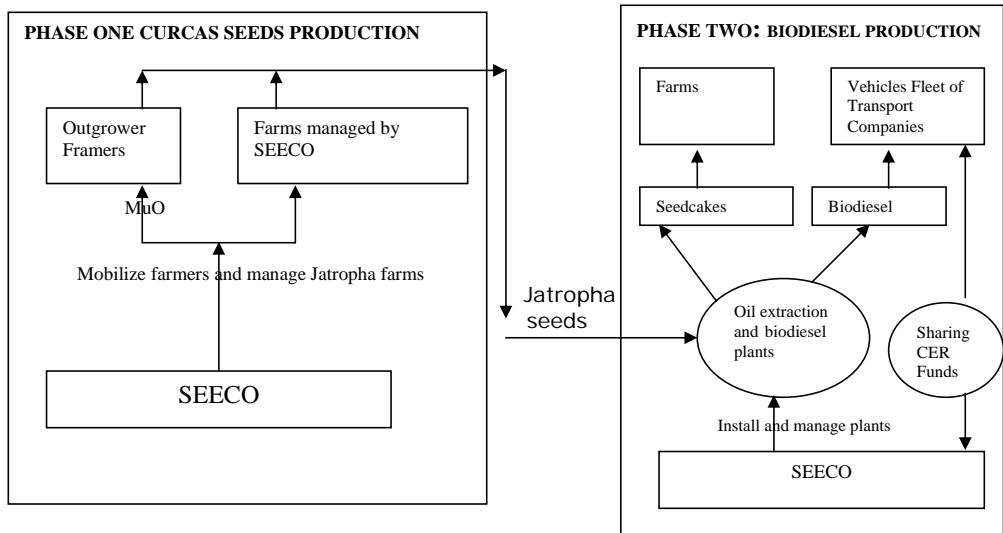 PHASE ONE CURCAS SEEDS PRODUCTION
Outgrower
Framers
Farms managed by
SEECO
MuO
Mobilize farmers and manage Jatropha farms
SEECO
Jatropha
seeds
PHASE TWO: BIODIESEL PRODUCTION
Farms
Vehicles Fleet of
Transport
Companies
Seedcakes
Biodiesel
Oil extraction
and biodiesel
plants
Sharing
CER
Funds
Install and manage plants
SEECO